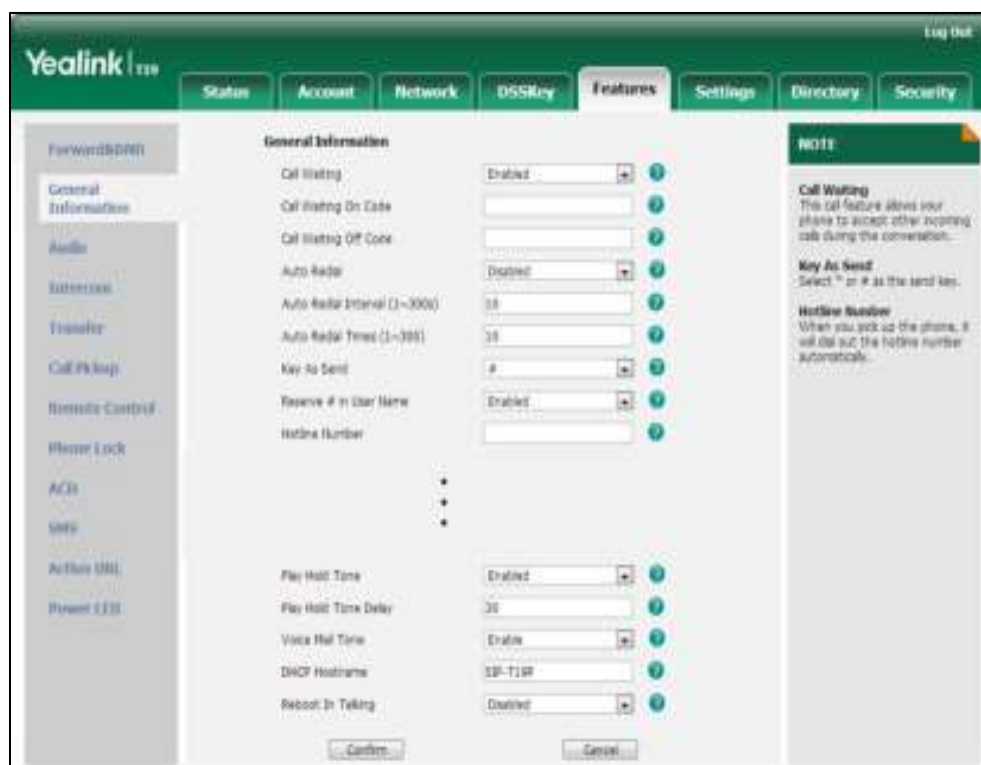 Log Out
Yealink T19
Status Account Network DSSKey Features Settings Directory Security
Forward&DND
General Information
Audio
Intercom
Transfer
Call Pickup
Remote Control
Phone Lock
ACD
SMS
Action URL
Power LED
General Information
Call Waiting Enabled
Call Waiting On Code
Call Waiting Off Code
Auto Redial Disabled
Auto Redial Interval (1~300s) 10
Auto Redial Times (1~300) 10
Key As Send #
Reserve # in User Name Enabled
Hotline Number
Play Hold Tone Enabled
Play Hold Tone Delay 30
Voice Mail Tone Enable
DHCP Hostname SIP-T19P
Reboot In Talking Disabled
Confirm Cancel
NOTE
Call Waiting
This call feature allows your
phone to accept other incoming
calls during the conversation.
Key As Send
Select * or # as the send key.
Hotline Number
When you pick up the phone, it
will dial out the hotline number
automatically.